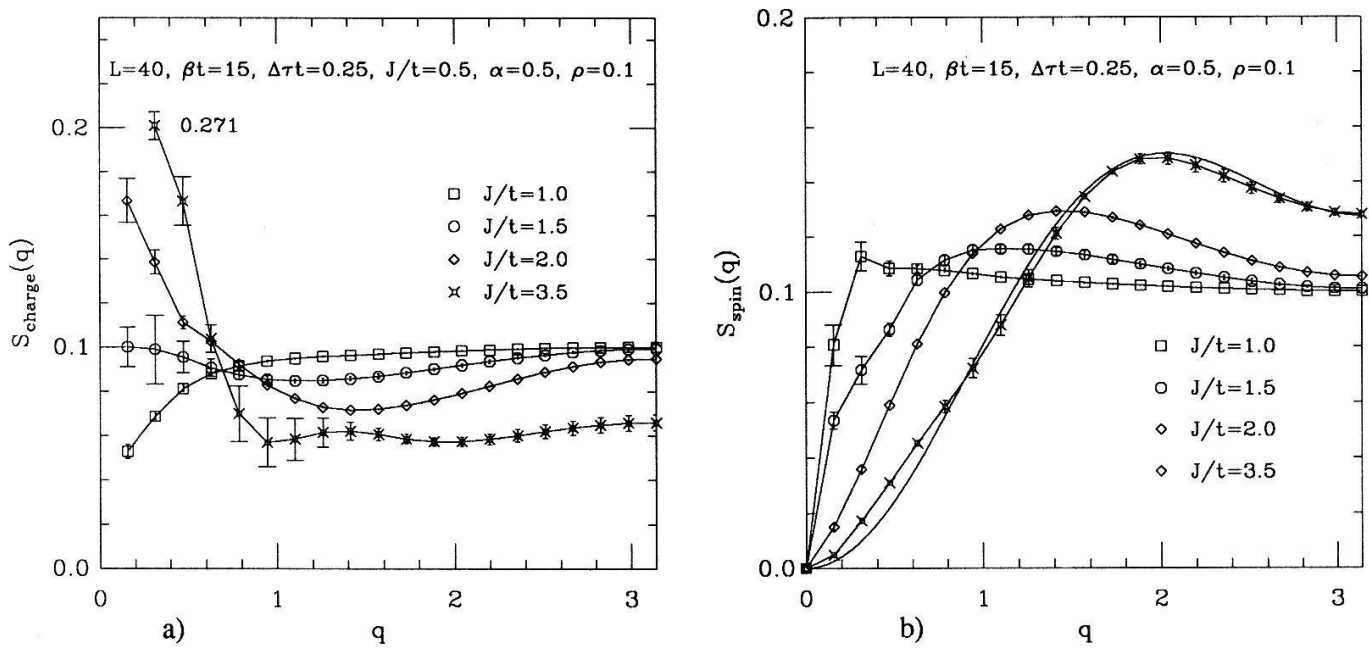 L=40, βt=15, Δτt=0.25, J/t=0.5, α=0.5, ρ=0.1
0.2
0.271
J/t=1.0
J/t=1.5
J/t=2.0
J/t=3.5
S_charge(q)
0.1
0.0
0
1
2
3
a)
q
0.2
L=40, βt=15, Δτt=0.25, α=0.5, ρ=0.1
S_spin(q)
0.1
J/t=1.0
J/t=1.5
J/t=2.0
J/t=3.5
0.0
0
1
2
3
b)
q